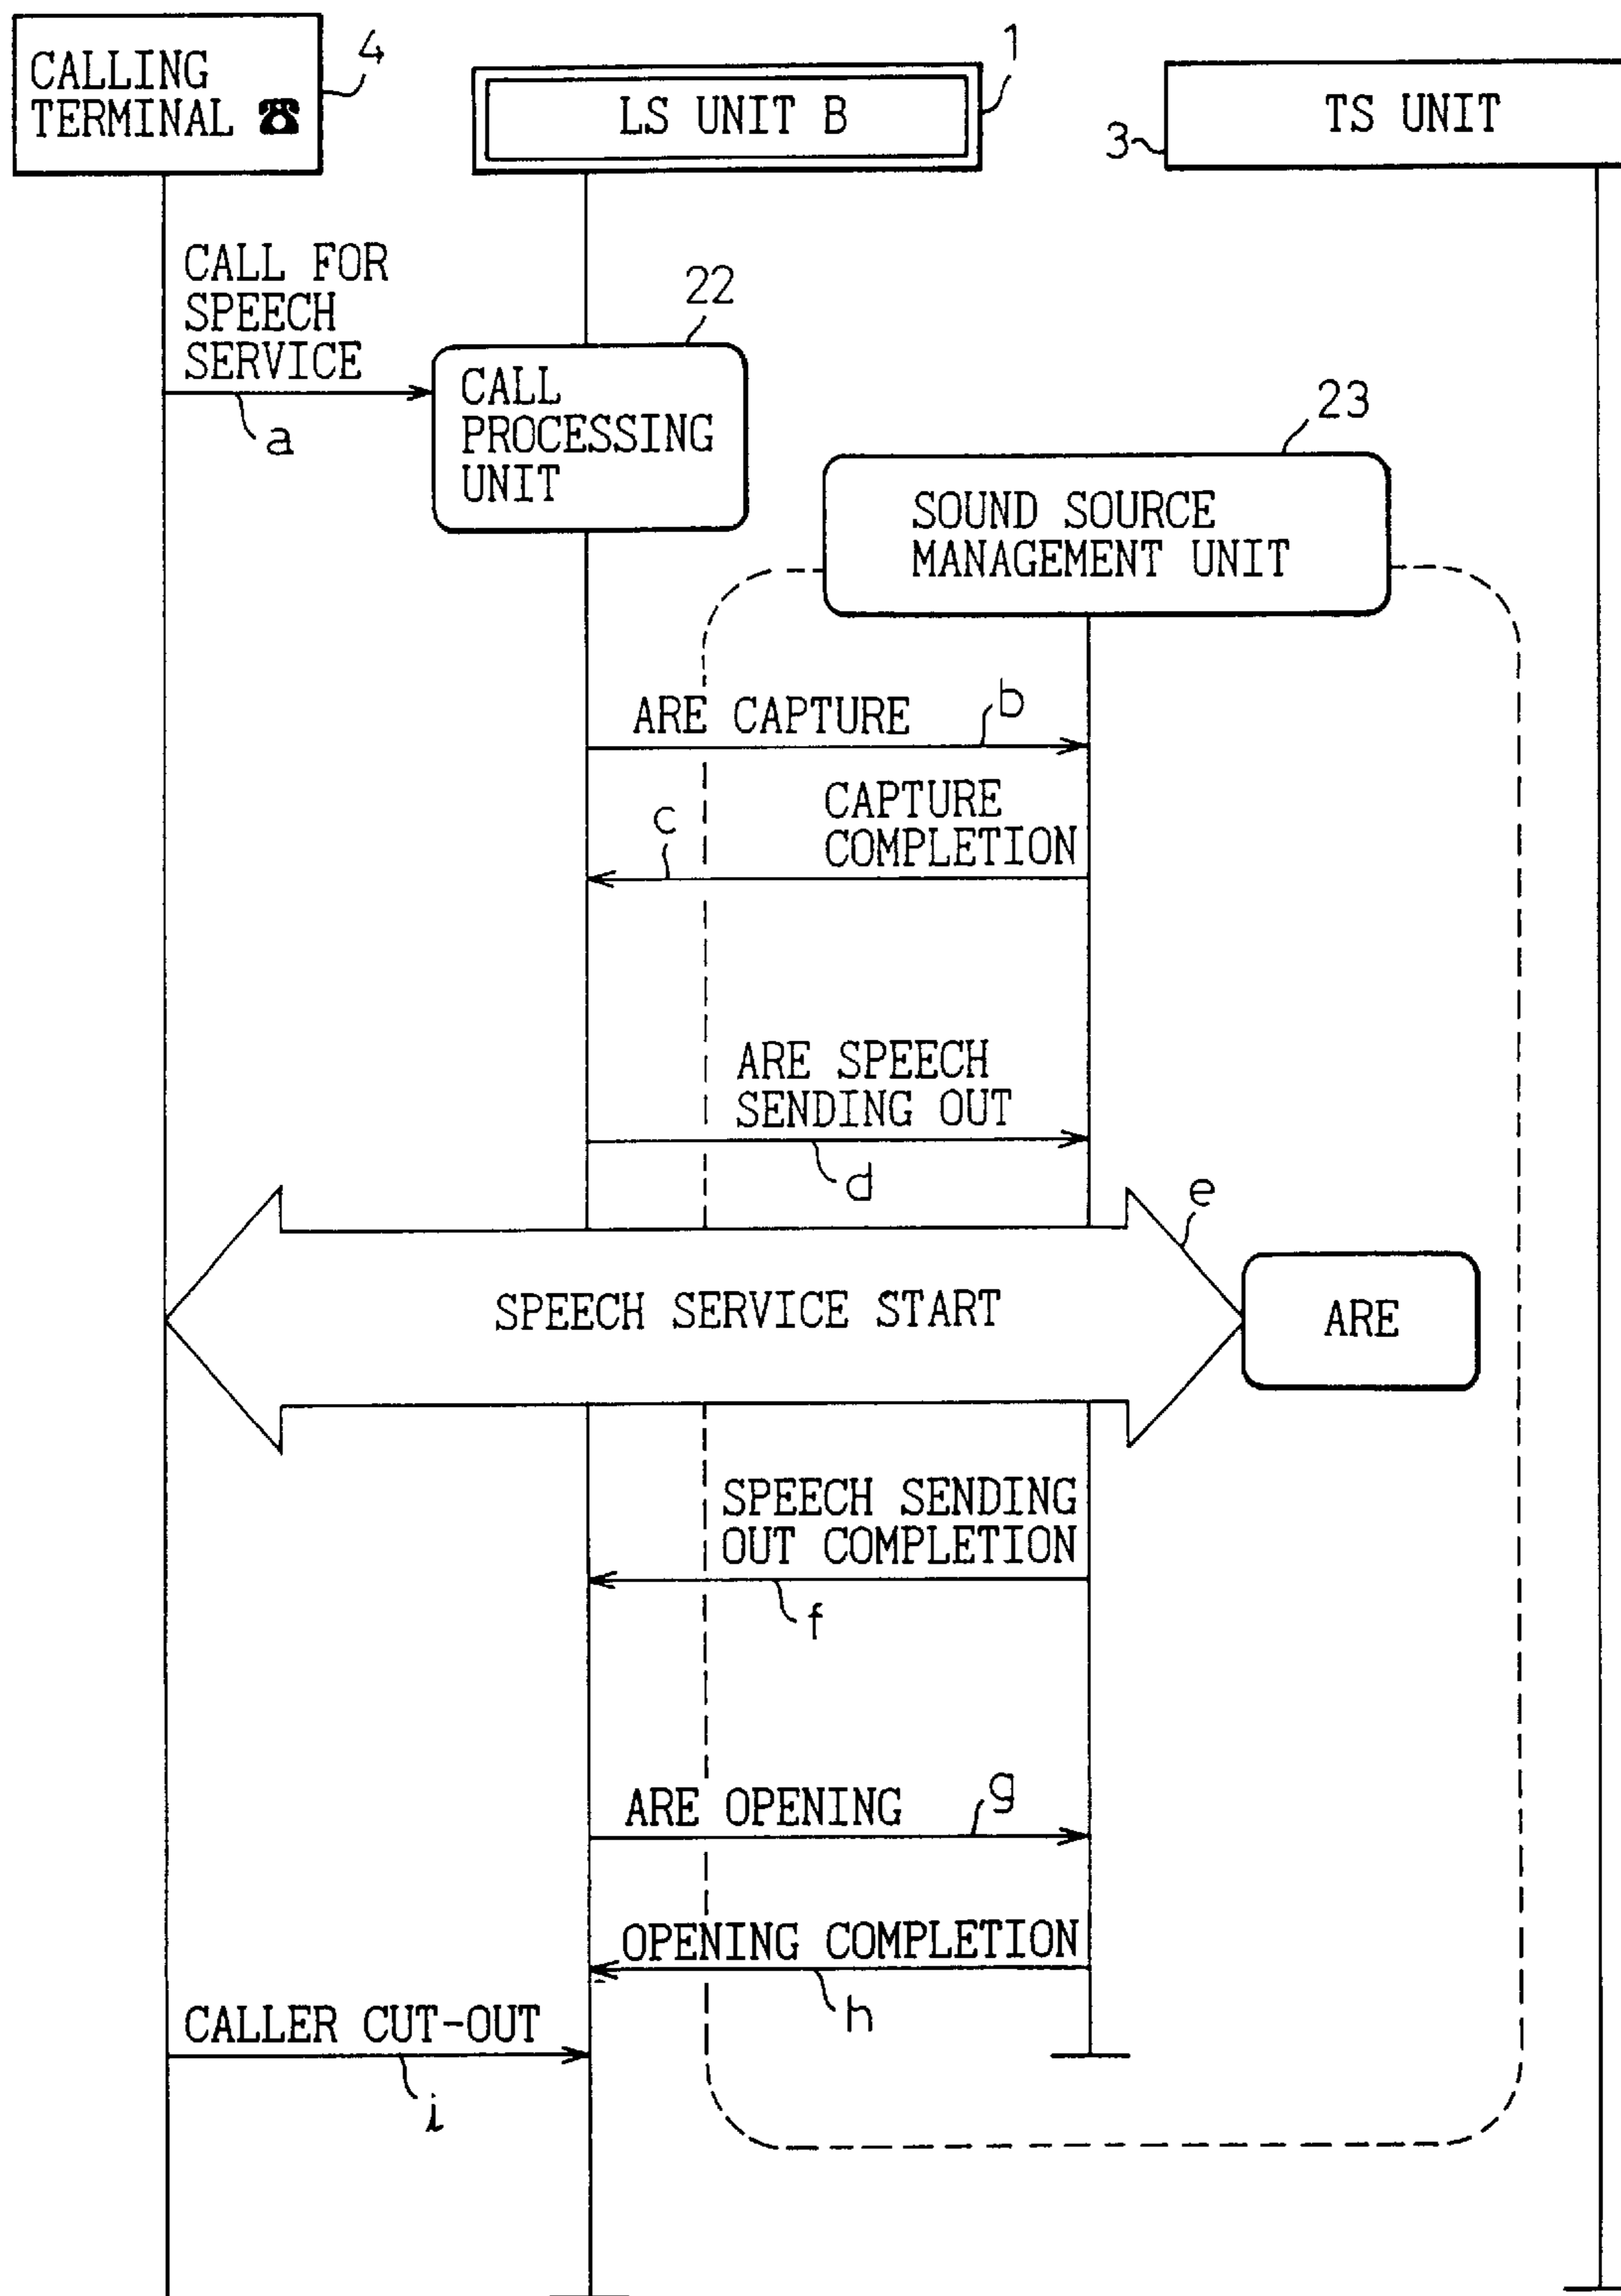 CALLING
TERMINAL ☎
4
LS UNIT B
1
TS UNIT
3
CALL FOR
SPEECH
SERVICE
a
22
CALL
PROCESSING
UNIT
23
SOUND SOURCE
MANAGEMENT UNIT
ARE CAPTURE
b
CAPTURE
COMPLETION
c
ARE SPEECH
SENDING OUT
d
e
SPEECH SERVICE START
ARE
SPEECH SENDING
OUT COMPLETION
f
ARE OPENING
g
OPENING COMPLETION
h
CALLER CUT-OUT
i